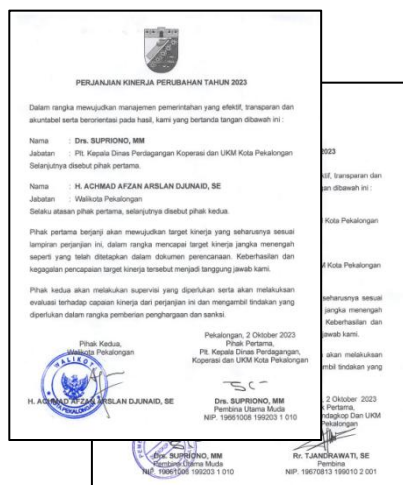 PERJANJIAN KINERJA PERUBAHAN TAHUN 2023
Dalam rangka mewujudkan manajemen pemerintahan yang efektif, transparan dan
akuntabel serta berorientasi pada hasil, kami yang bertanda tangan dibawah ini :
Nama : Drs. SUPRIONO, MM
Jabatan : Plt. Kepala Dinas Perdagangan Koperasi dan UKM Kota Pekalongan
Selanjutnya disebut pihak pertama.
Nama : H. ACHMAD AFZAN ARSLAN DJUNAID, SE
Jabatan : Walikota Pekalongan
Selaku atasan pihak pertama, selanjutnya disebut pihak kedua.
Pihak pertama berjanji akan mewujudkan target kinerja yang seharusnya sesuai
lampiran perjanjian ini, dalam rangka mencapai target kinerja jangka menengah
seperti yang telah ditetapkan dalam dokumen perencanaan. Keberhasilan dan
kegagalan pencapaian target kinerja tersebut menjadi tanggung jawab kami.
Pihak kedua akan melakukan supervisi yang diperlukan serta akan melakukan
evaluasi terhadap capaian kinerja dari perjanjian ini dan mengambil tindakan yang
diperlukan dalam rangka pemberian penghargaan dan sanksi.
Pekalongan, 2 Oktober 2023
Pihak Kedua,
Walikota Pekalongan
Pihak Pertama,
Plt. Kepala Dinas Perdagangan,
Koperasi dan UKM Kota Pekalongan
H. ACHMAD AFZAN ARSLAN DJUNAID, SE
Drs. SUPRIONO, MM
Pembina Utama Muda
NIP. 19661008 199203 1 010
2023
transparan dan
dibawah ini :
Kota Pekalongan
Kota Pekalongan
seharusnya sesuai
jangka menengah
Keberhasilan dan
jawab kami.
akan melakukan
tindakan yang
2 Oktober 2023
Pertama,
Dan UKM
Pekalongan
Drs. SUPRIONO, MM
Pembina Utama Muda
NIP. 19661008 199203 1 010
Rr. TJANDRAWATI, SE
Pembina
NIP. 19670813 199010 2 001